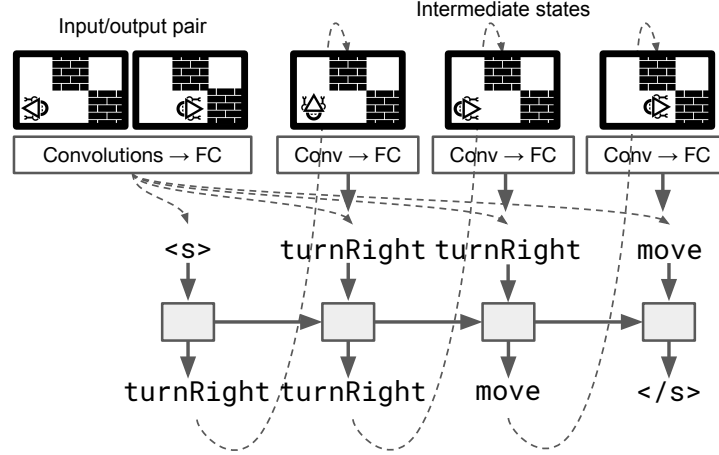 Intermediate states
Input/output pair
Convolutions → FC
Conv → FC
Conv → FC
Conv → FC
<s>
turnRight
turnRight
move
turnRight
turnRight
move
</s>